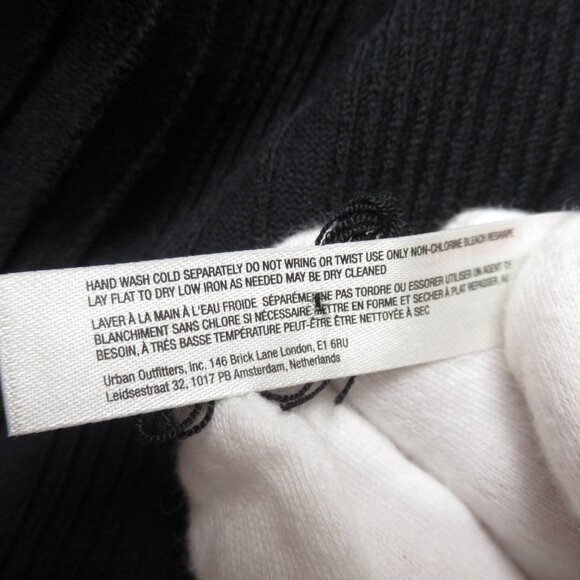 HAND WASH COLD SEPARATELY DO NOT WRING OR TWIST USE ONLY NON-CHLORINE BLEACH RESHAPE
LAY FLAT TO DRY LOW IRON AS NEEDED MAY BE DRY CLEANED
LAVER À LA MAIN À L'EAU FROIDE SÉPARÉMENT NE PAS TORDRE OU ESSORER UTILISER UN AGENT
BLANCHIMENT SANS CHLORE SI NÉCESSAIRE METTRE EN FORME ET SECHER À PLAT REPASSER, AU
BESOIN, À TRÈS BASSE TEMPÉRATURE PEUT-ÊTRE NETTOYÉE À SEC
Urban Outfitters, Inc. 146 Brick Lane London, E1 6RU
Leidsestraat 32, 1017 PB Amsterdam, Netherlands